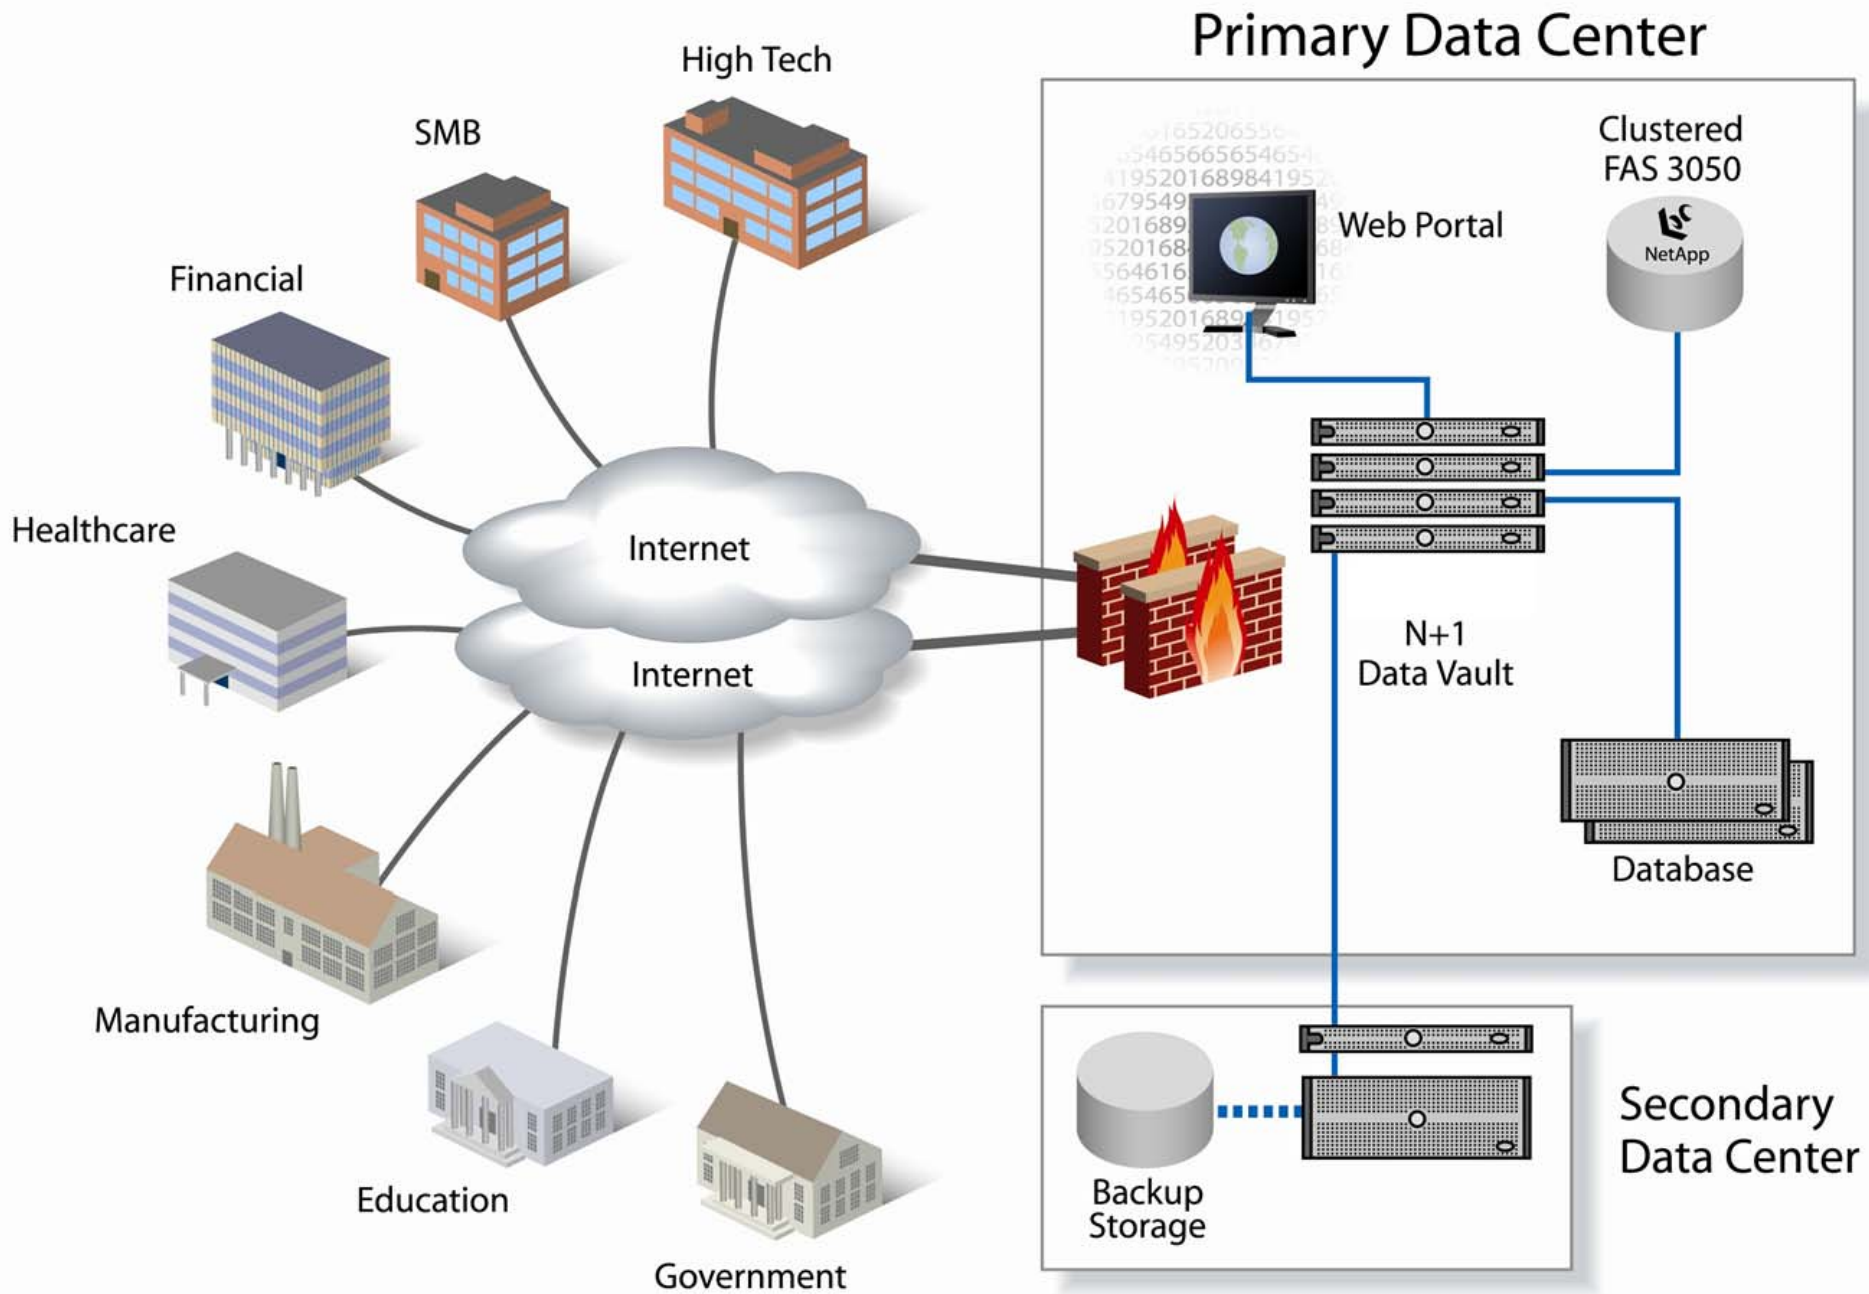 Primary Data Center
High Tech
SMB
Financial
Healthcare
Manufacturing
Education
Government
Internet
Internet
Web Portal
Clustered
FAS 3050
NetApp
N+1
Data Vault
Database
Backup
Storage
Secondary
Data Center